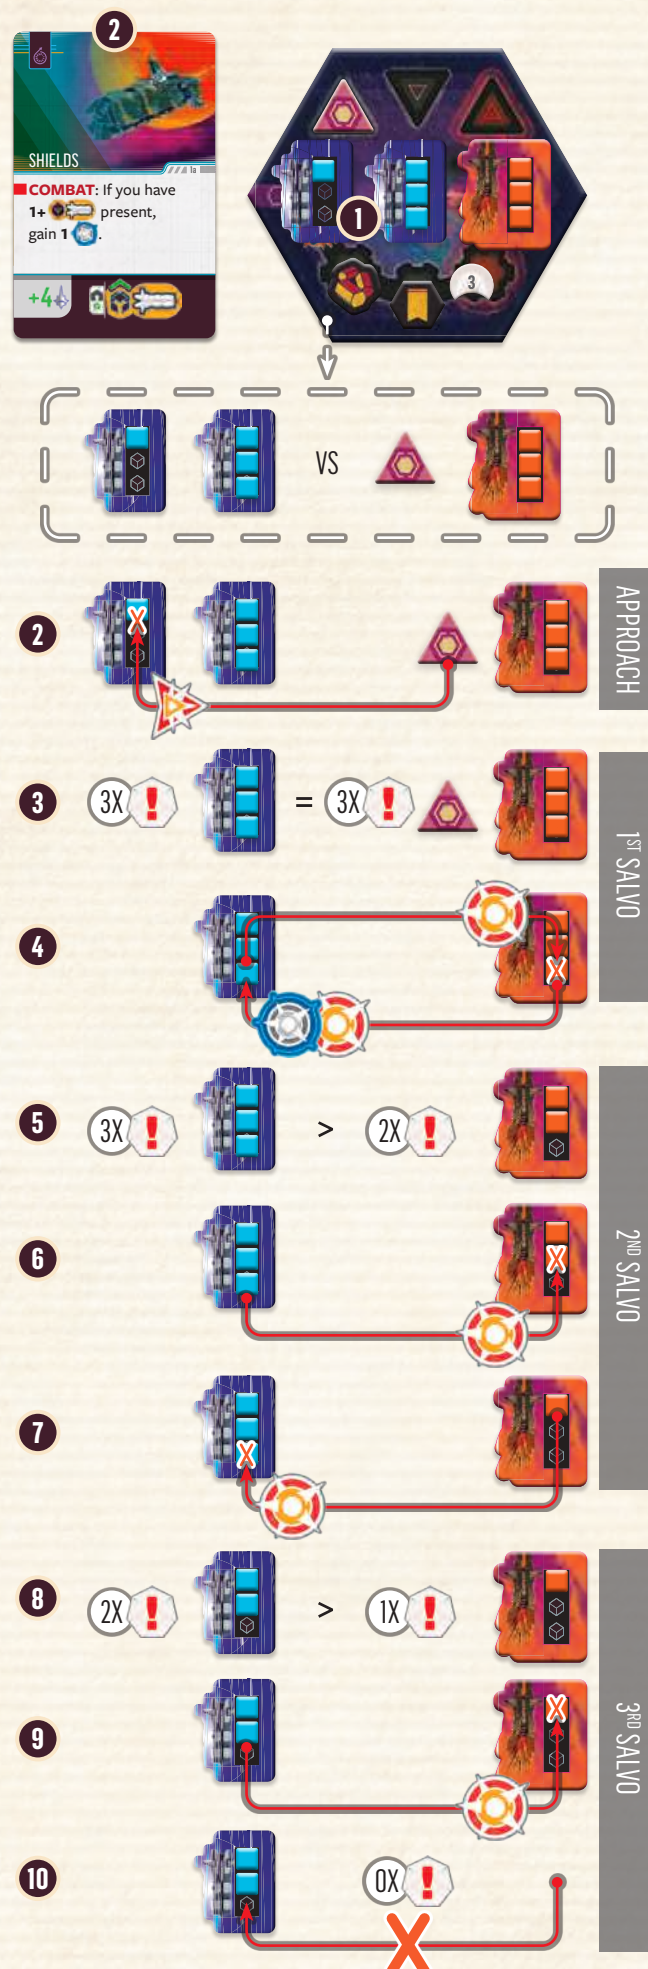 2
SHIELDS
1a
COMBAT: If you have
1+ present,
gain 1 .
+4
1
3
VS
APPROACH
2
1ST SALVO
3
3X ! = 3X !
4
2ND SALVO
5
3X ! > 2X !
6
7
3RD SALVO
8
2X ! > 1X !
9
10
0X !